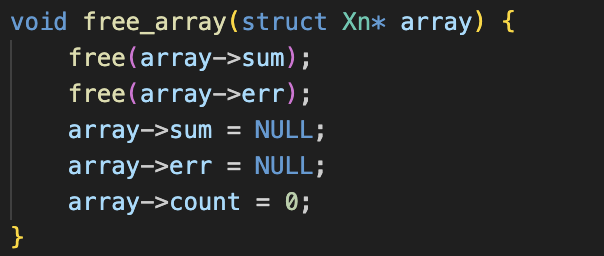 void free_array(struct Xn* array) {
    free(array->sum);
    free(array->err);
    array->sum = NULL;
    array->err = NULL;
    array->count = 0;
}